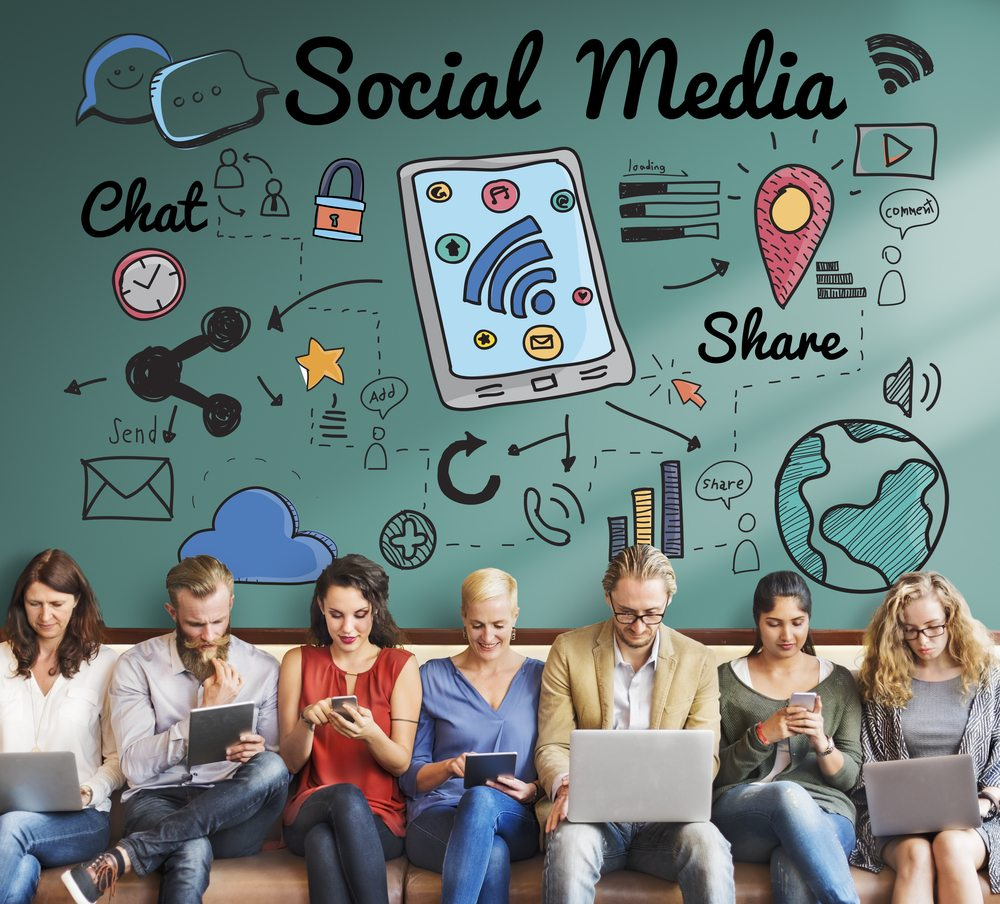 Social Media
Chat
loading
comment
Share
Add
Send
share